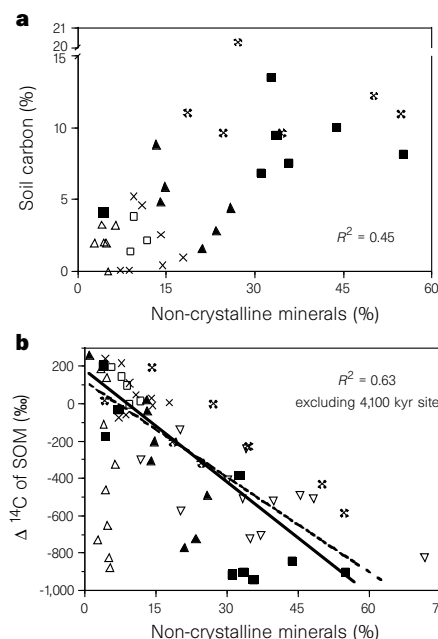 a
21
20
15
10
5
0
Soil carbon (%)
R² = 0.45
0 15 30 45 60
Non-crystalline minerals (%)
b
200
0
-200
-400
-600
-800
-1,000
Δ ¹⁴C of SOM (‰)
R² = 0.63
excluding 4,100 kyr site
0 15 30 45 60
Non-crystalline minerals (%)